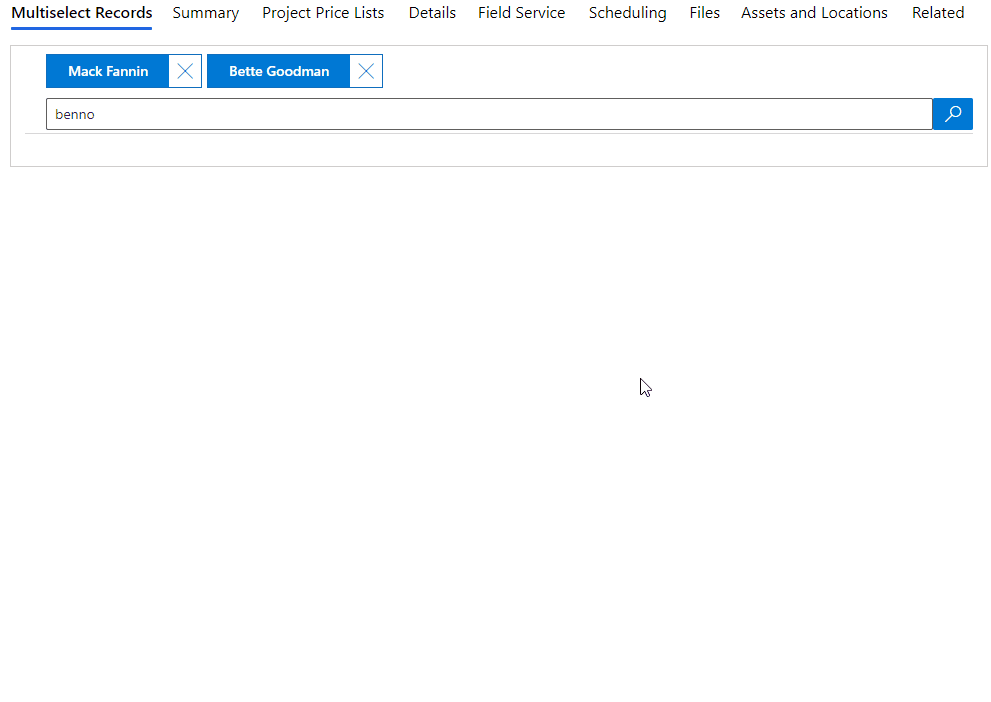 Multiselect Records Summary Project Price Lists Details Field Service Scheduling Files Assets and Locations Related
Mack Fannin Bette Goodman
benno